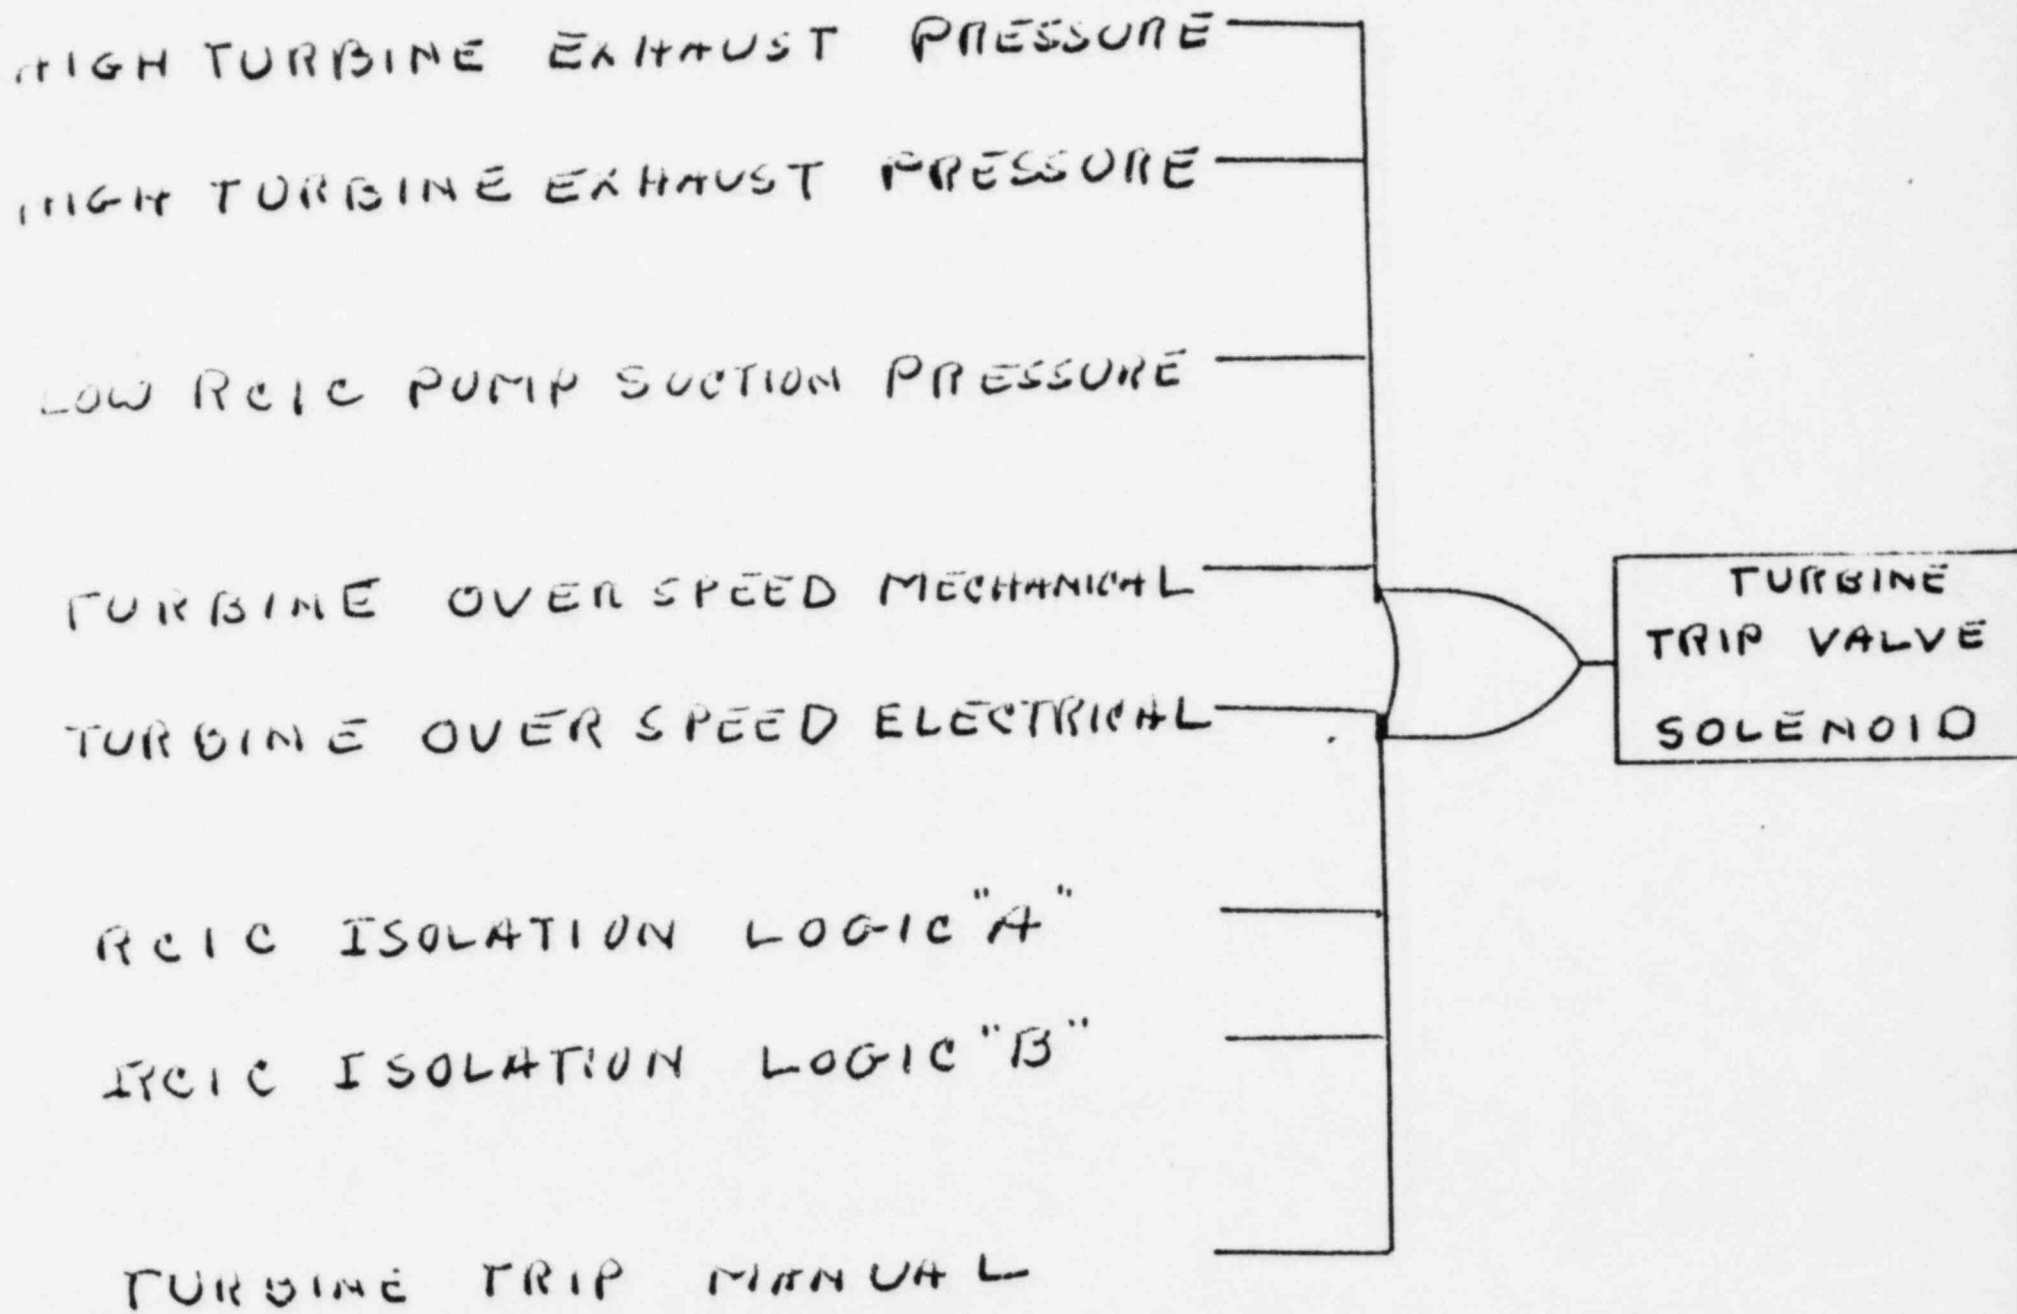 HIGH TURBINE EXHAUST PRESSURE
HIGH TURBINE EXHAUST PRESSURE
LOW RCIC PUMP SUCTION PRESSURE
TURBINE OVER SPEED MECHANICAL
TURBINE OVER SPEED ELECTRICAL
RCIC ISOLATION LOGIC "A"
RCIC ISOLATION LOGIC "B"
TURBINE TRIP MANUAL
TURBINE
TRIP VALVE
SOLENOID